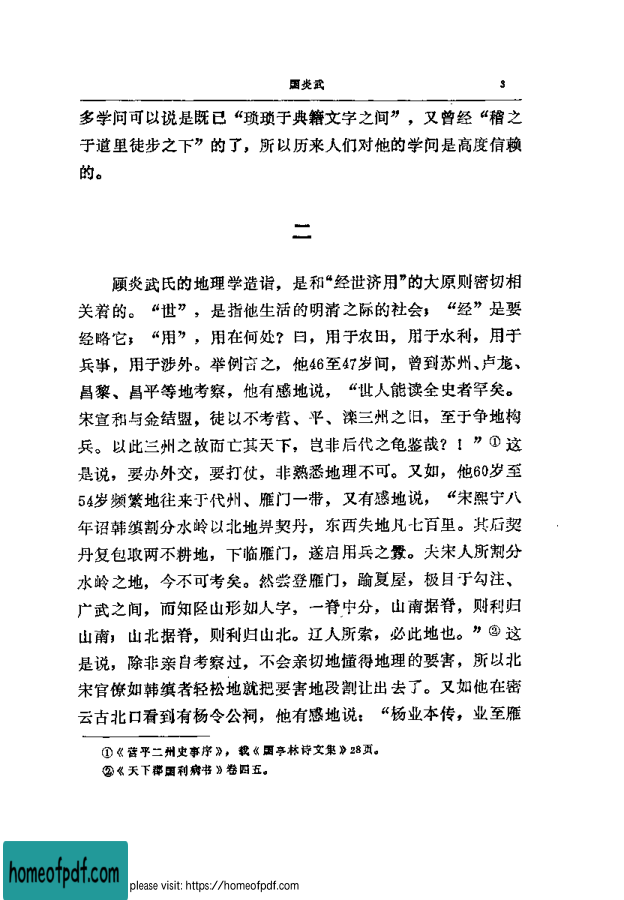 顾炎武 3
多学问可以说是既已“琐琐于典籍文字之间”，又曾经“稽之
于道里徒步之下”的了，所以历来人们对他的学问是高度信赖
的。
二
顾炎武氏的地理学造诣，是和“经世济用”的大原则密切相
关着的。“世”，是指他生活的明清之际的社会；“经”是要
经略它；“用”，用在何处？曰，用于农田，用于水利，用于
兵事，用于涉外。举例言之，他46至47岁间，曾到苏州、卢龙、
昌黎、昌平等地考察，他有感地说，“世人能读全史者罕矣。
宋宣和与金结盟，徒以不考营、平、滦三州之旧，至于争地构
兵。以此三州之故而亡其天下，岂非后代之龟鉴哉？！”①这
是说，要办外交，要打仗，非熟悉地理不可。又如，他60岁至
54岁频繁地往来于代州、雁门一带，又有感地说，“宋熙宁八
年诏韩缜割分水岭以北地畀契丹，东西失地凡七百里。其后契
丹复包取两不耕地，下临雁门，遂启用兵之衅。夫宋人所割分
水岭之地，今不可考矣。然尝登雁门，踰夏屋，极目于勾注、
广武之间，而知陉山形如人字，一脊中分，山南据脊，则利归
山南；山北据脊，则利归山北。辽人所索，必此地也。”②这
是说，除非亲自考察过，不会亲切地懂得地理的要害，所以北
宋官僚如韩缜者轻松地就把要害地段割让出去了。又如他在密
云古北口看到有杨令公祠，他有感地说：“杨业本传，业至雁
①《营平二州史事序》，载《顾亭林诗文集》28页。
②《天下郡国利病书》卷四五。
homeofpdf.com
please visit: https://homeofpdf.com